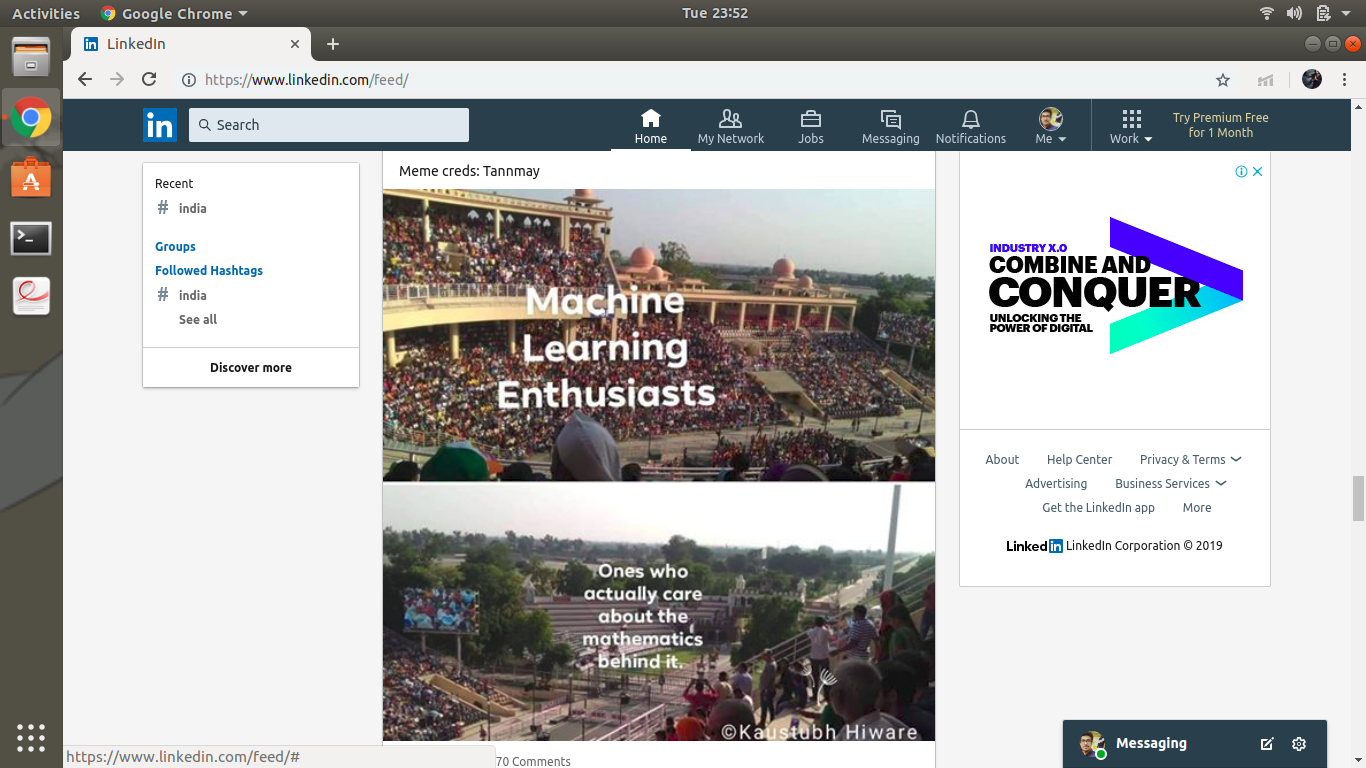 Activities
Google Chrome
Tue 23:52
LinkedIn
https://www.linkedin.com/feed/
in
Search
Home
My Network
Jobs
Messaging
Notifications
Me
Work
Try Premium Free
for 1 Month
Recent
# india
Groups
Followed Hashtags
# india
See all
Discover more
Meme creds: Tannmay
Machine
Learning
Enthusiasts
Ones who
actually care
about the
mathematics
behind it.
©Kaustubh Hiware
70 Comments
INDUSTRY X.O
COMBINE AND
CONQUER
UNLOCKING THE
POWER OF DIGITAL
About Help Center Privacy & Terms
Advertising Business Services
Get the LinkedIn app More
LinkedIn LinkedIn Corporation © 2019
Messaging
https://www.linkedin.com/feed/#